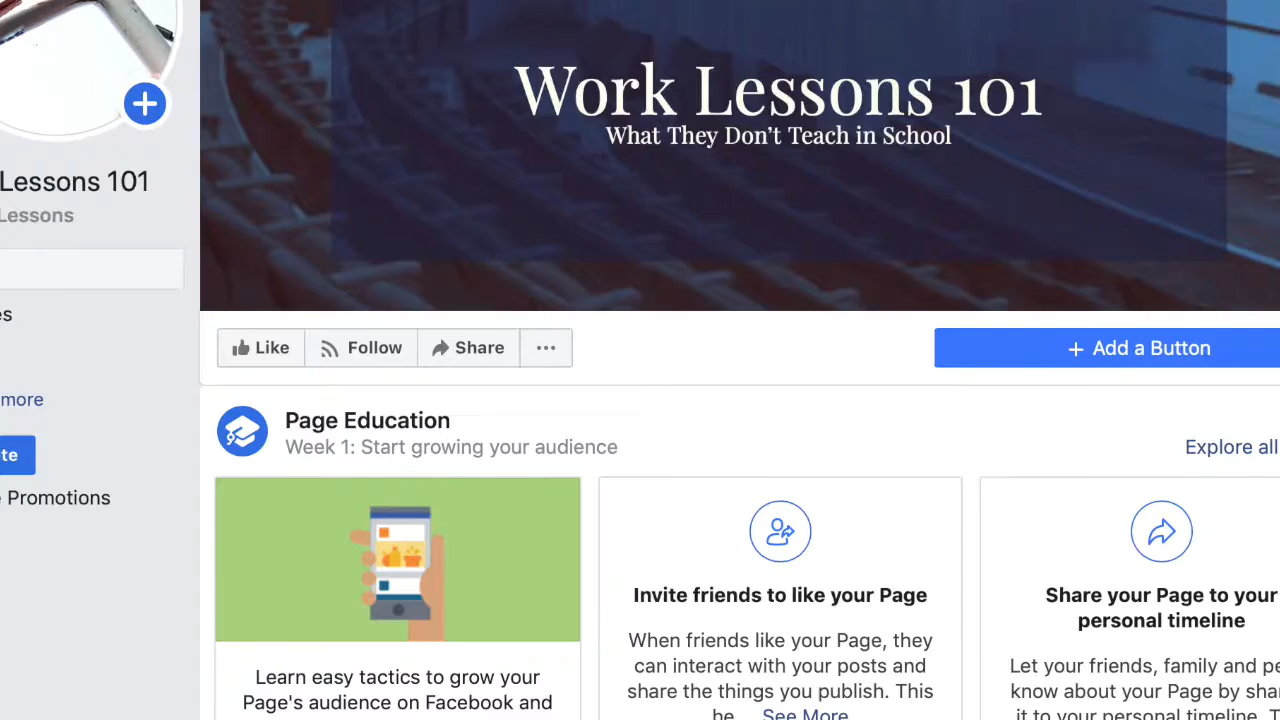 Work Lessons 101
What They Don't Teach in School
Lessons 101
Lessons
es
more
te
Promotions
Like
Follow
Share
+ Add a Button
Page Education
Week 1: Start growing your audience
Explore all
Learn easy tactics to grow your
Page's audience on Facebook and
Invite friends to like your Page
When friends like your Page, they
can interact with your posts and
share the things you publish. This
he... See More
Share your Page to your
personal timeline
Let your friends, family and pe
know about your Page by shar
it to your personal timeline. T